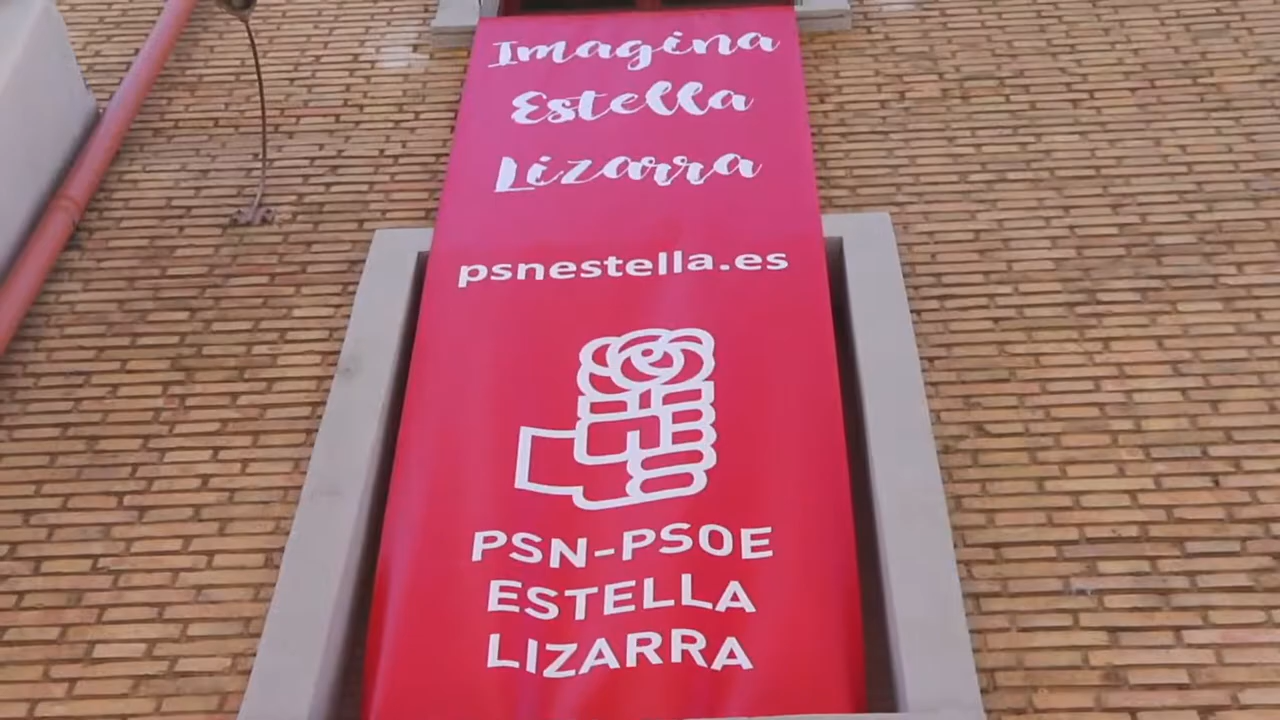 Imagina
Estella
Lizarra
psnestella.es
PSN-PSOE
ESTELLA
LIZARRA